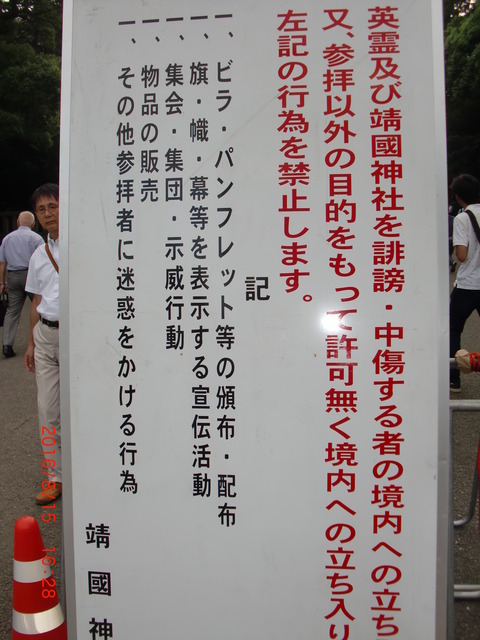 英霊及び靖國神社を誹謗・中傷する者の境内への立ち
又、参拝以外の目的をもって許可無く境内への立ち入り
左記の行為を禁止します。
記
一、ビラ・パンフレット等の頒布・配布
一、旗・幟・幕等を表示する宣伝活動
一、集会・集団・示威行動
一、物品の販売
一、その他参拝者に迷惑をかける行為
靖國神
2016/8/15 16:28